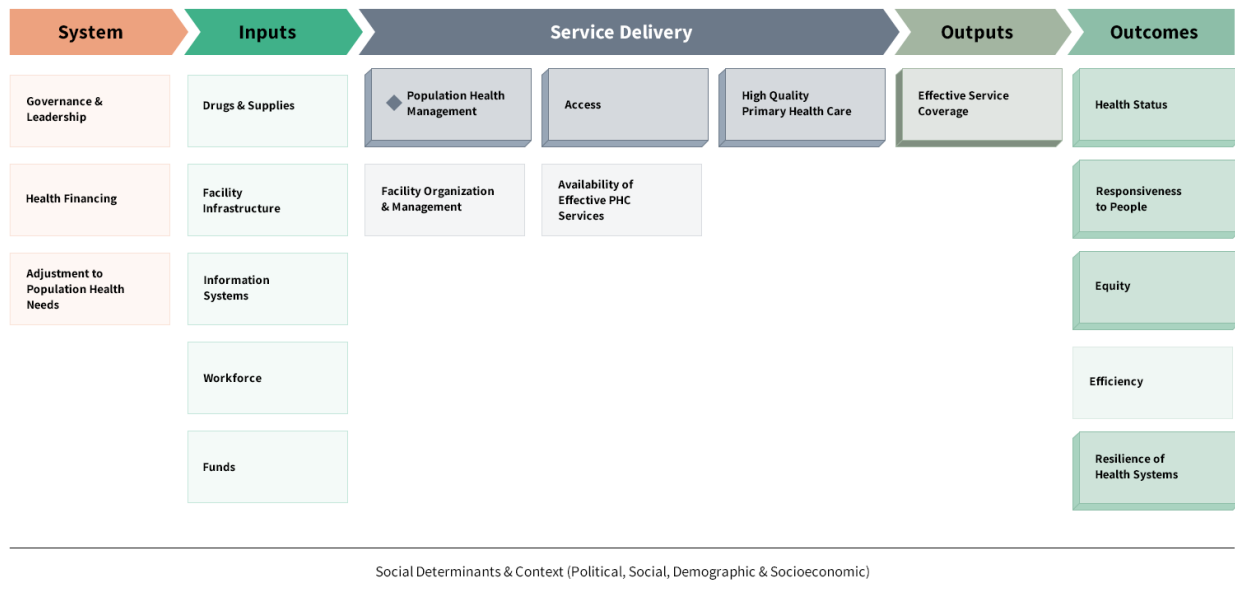 System
Inputs
Service Delivery
Outputs
Outcomes
Governance &
Leadership
Health Financing
Adjustment to
Population Health
Needs
Drugs & Supplies
Facility
Infrastructure
Information
Systems
Workforce
Funds
Population Health
Management
Facility Organization
& Management
Access
Availability of
Effective PHC
Services
High Quality
Primary Health Care
Effective Service
Coverage
Health Status
Responsiveness
to People
Equity
Efficiency
Resilience of
Health Systems
Social Determinants & Context (Political, Social, Demographic & Socioeconomic)